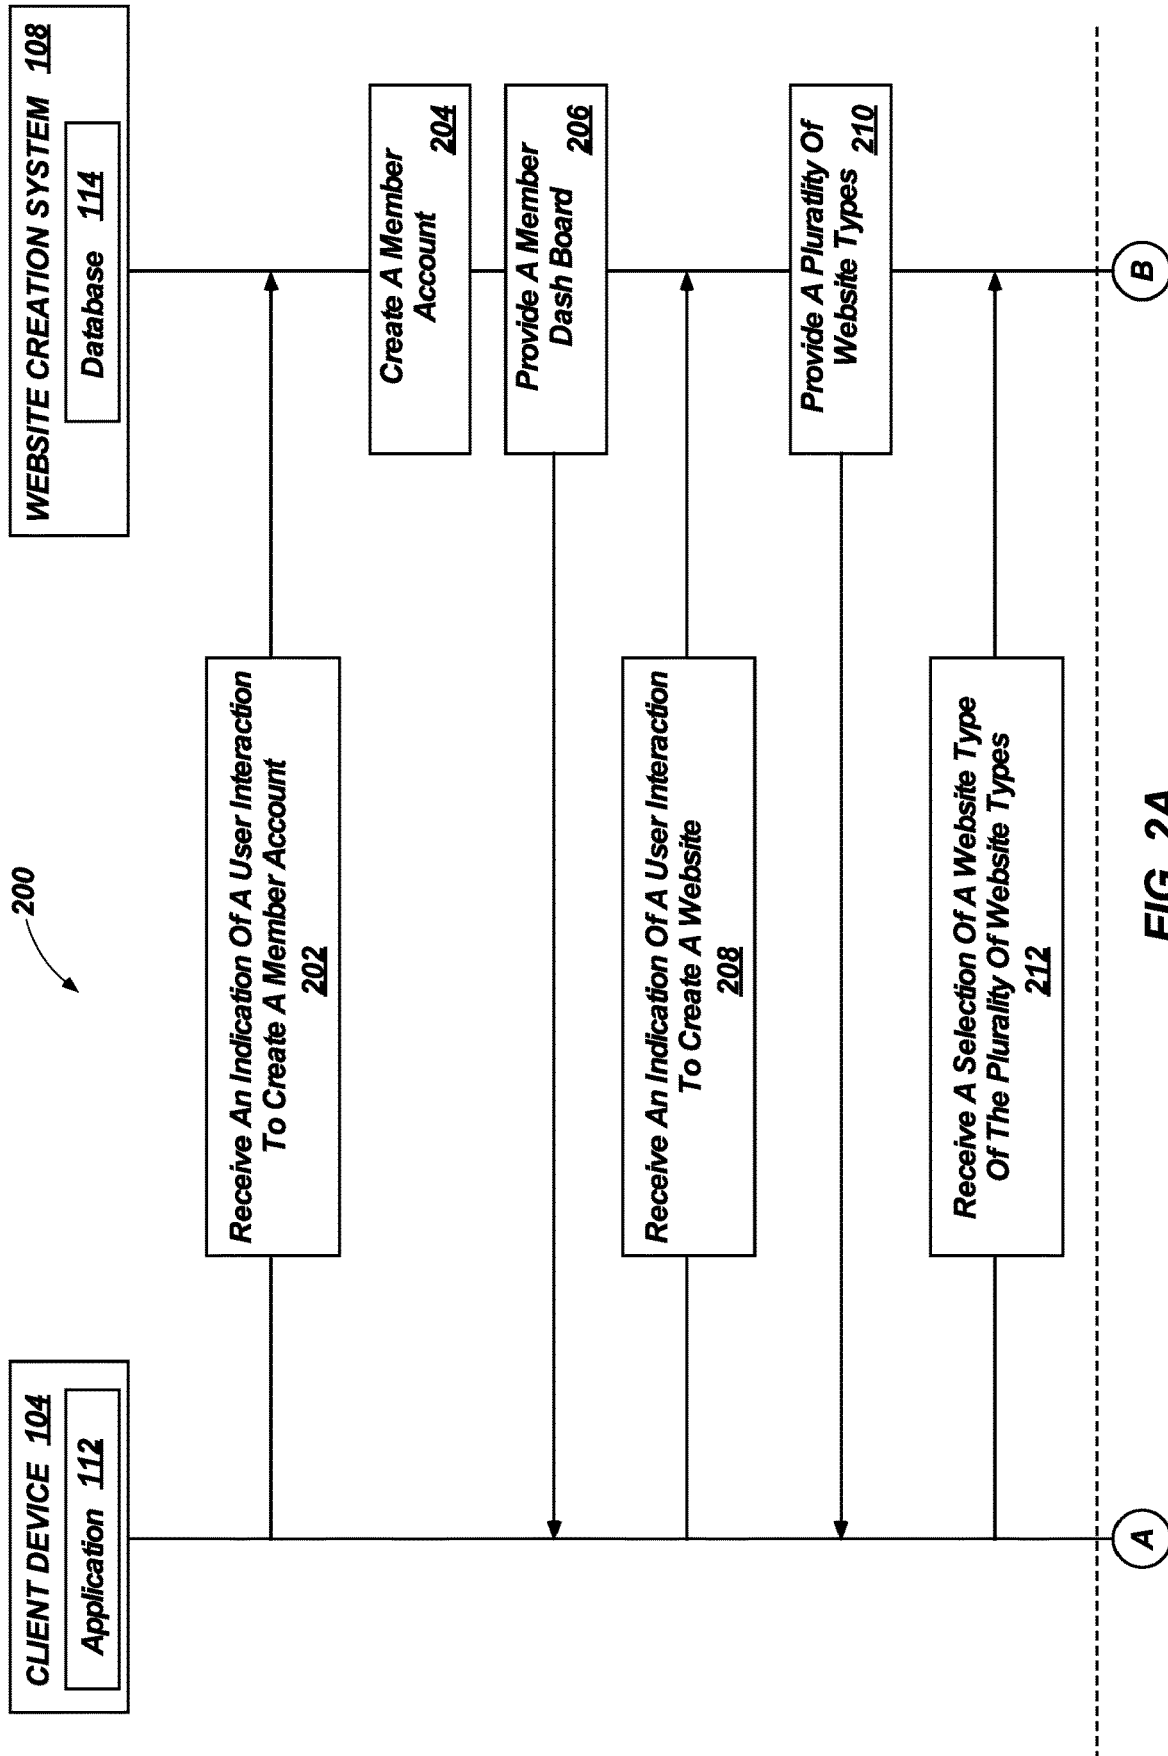 200
CLIENT DEVICE 104
Application 112
WEBSITE CREATION SYSTEM 108
Database 114
Receive An Indication Of A User Interaction
To Create A Member Account
202
Create A Member
Account 204
Provide A Member
Dash Board 206
Receive An Indication Of A User Interaction
To Create A Website
208
Provide A Pluratlity Of
Website Types 210
Receive A Selection Of A Website Type
Of The Plurality Of Website Types
212
A
B
FIG. 2A